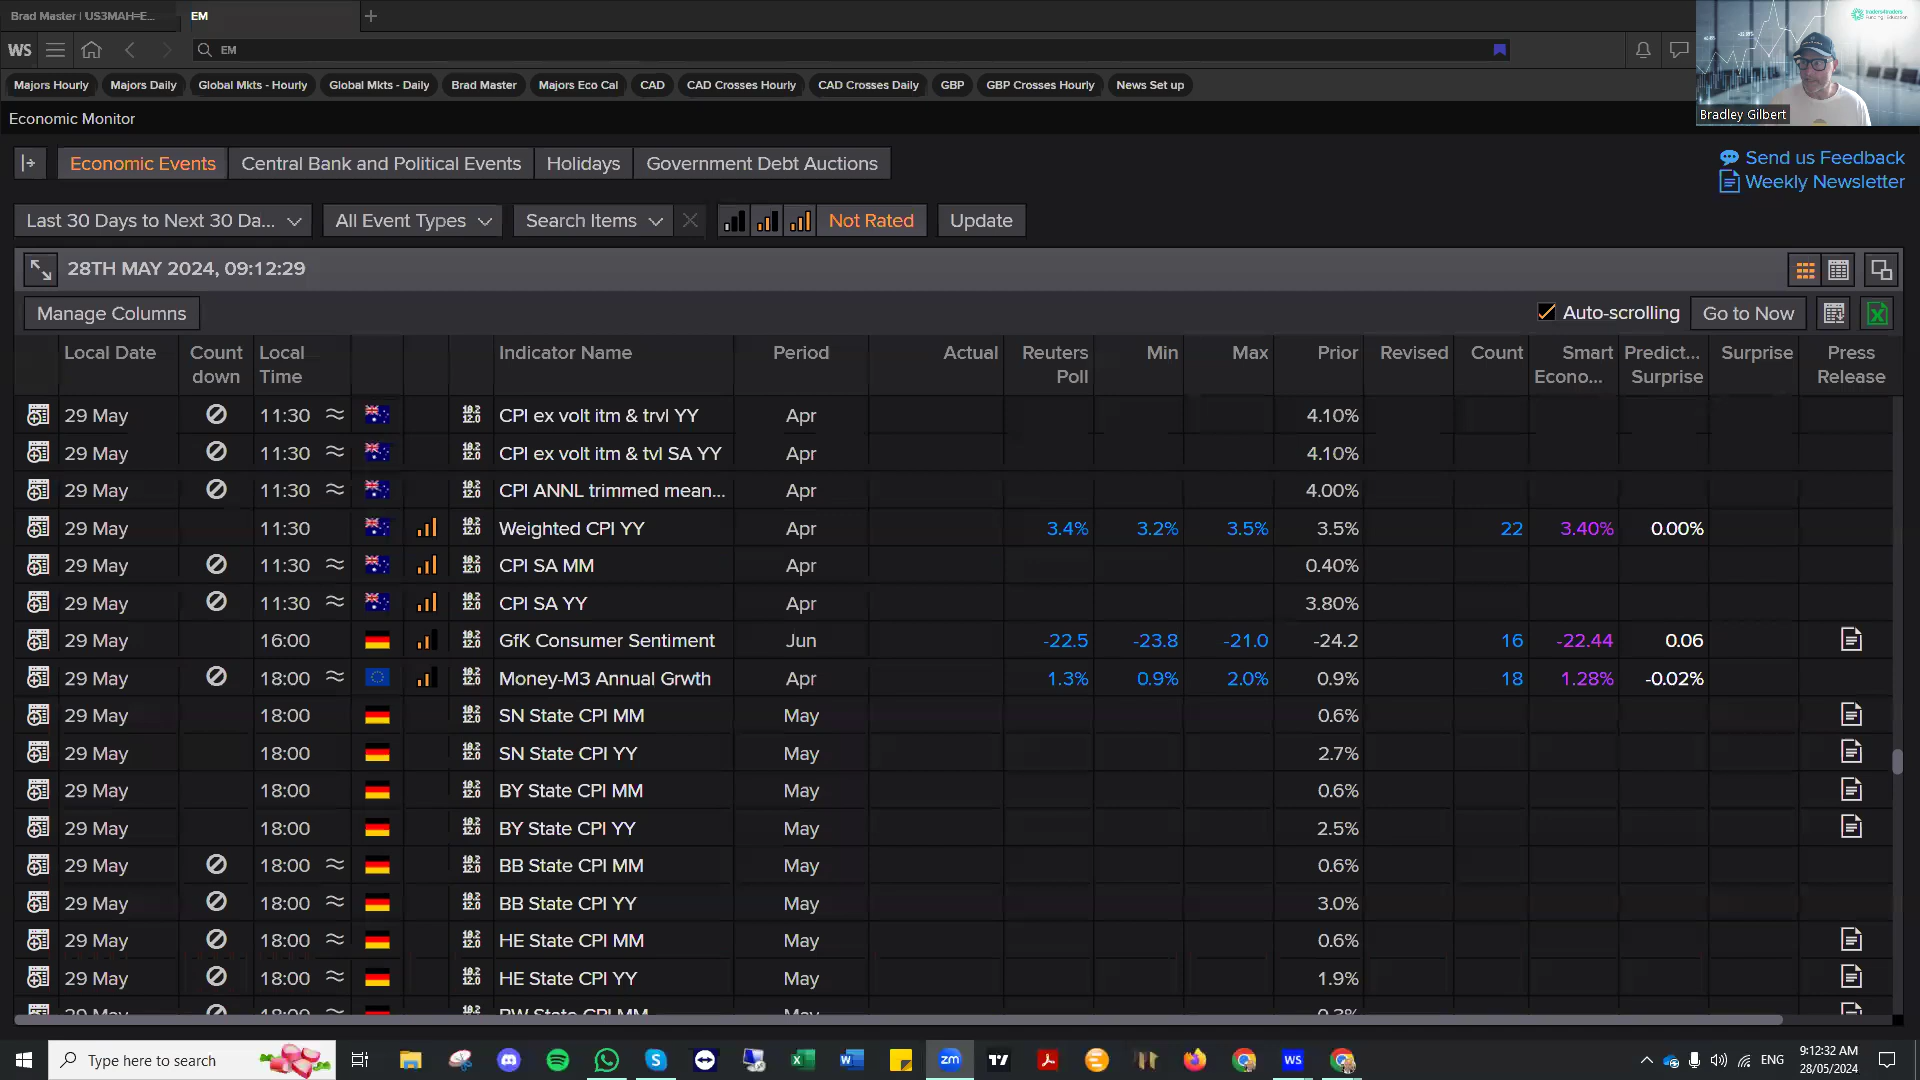 Brad Master | US3MAH=E...
EM
WS
EM
Majors Hourly
Majors Daily
Global Mkts - Hourly
Global Mkts - Daily
Brad Master
Majors Eco Cal
CAD
CAD Crosses Hourly
CAD Crosses Daily
GBP
GBP Crosses Hourly
News Set up
Bradley Gilbert
Economic Monitor
Economic Events
Central Bank and Political Events
Holidays
Government Debt Auctions
Send us Feedback
Weekly Newsletter
Last 30 Days to Next 30 Da...
All Event Types
Search Items
Not Rated
Update
28TH MAY 2024, 09:12:29
Manage Columns
Auto-scrolling
Go to Now
Local Date Count down Local Time Indicator Name Period Actual Reuters Poll Min Max Prior Revised Count Smart Econo... Predict... Surprise Surprise Press Release
29 May 11:30 ≈ CPI ex volt itm & trvl YY Apr 4.10%
29 May 11:30 ≈ CPI ex volt itm & tvl SA YY Apr 4.10%
29 May 11:30 ≈ CPI ANNL trimmed mean... Apr 4.00%
29 May 11:30 Weighted CPI YY Apr 3.4% 3.2% 3.5% 3.5% 22 3.40% 0.00%
29 May 11:30 ≈ CPI SA MM Apr 0.40%
29 May 11:30 ≈ CPI SA YY Apr 3.80%
29 May 16:00 GfK Consumer Sentiment Jun -22.5 -23.8 -21.0 -24.2 16 -22.44 0.06
29 May 18:00 ≈ Money-M3 Annual Grwth Apr 1.3% 0.9% 2.0% 0.9% 18 1.28% -0.02%
29 May 18:00 SN State CPI MM May 0.6%
29 May 18:00 SN State CPI YY May 2.7%
29 May 18:00 BY State CPI MM May 0.6%
29 May 18:00 BY State CPI YY May 2.5%
29 May 18:00 ≈ BB State CPI MM May 0.6%
29 May 18:00 ≈ BB State CPI YY May 3.0%
29 May 18:00 ≈ HE State CPI MM May 0.6%
29 May 18:00 ≈ HE State CPI YY May 1.9%
Type here to search
zm
WS
ENG
9:12:32 AM
28/05/2024